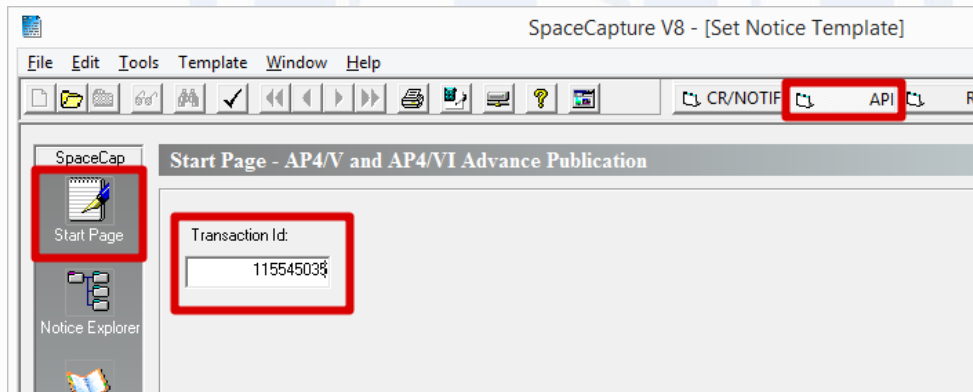 SpaceCapture V8 - [Set Notice Template]
File Edit Tools Template Window Help
CR/NOTIF API R
SpaceCap
Start Page - AP4/V and AP4/VI Advance Publication
Start Page
Transaction Id:
115545035
Notice Explorer